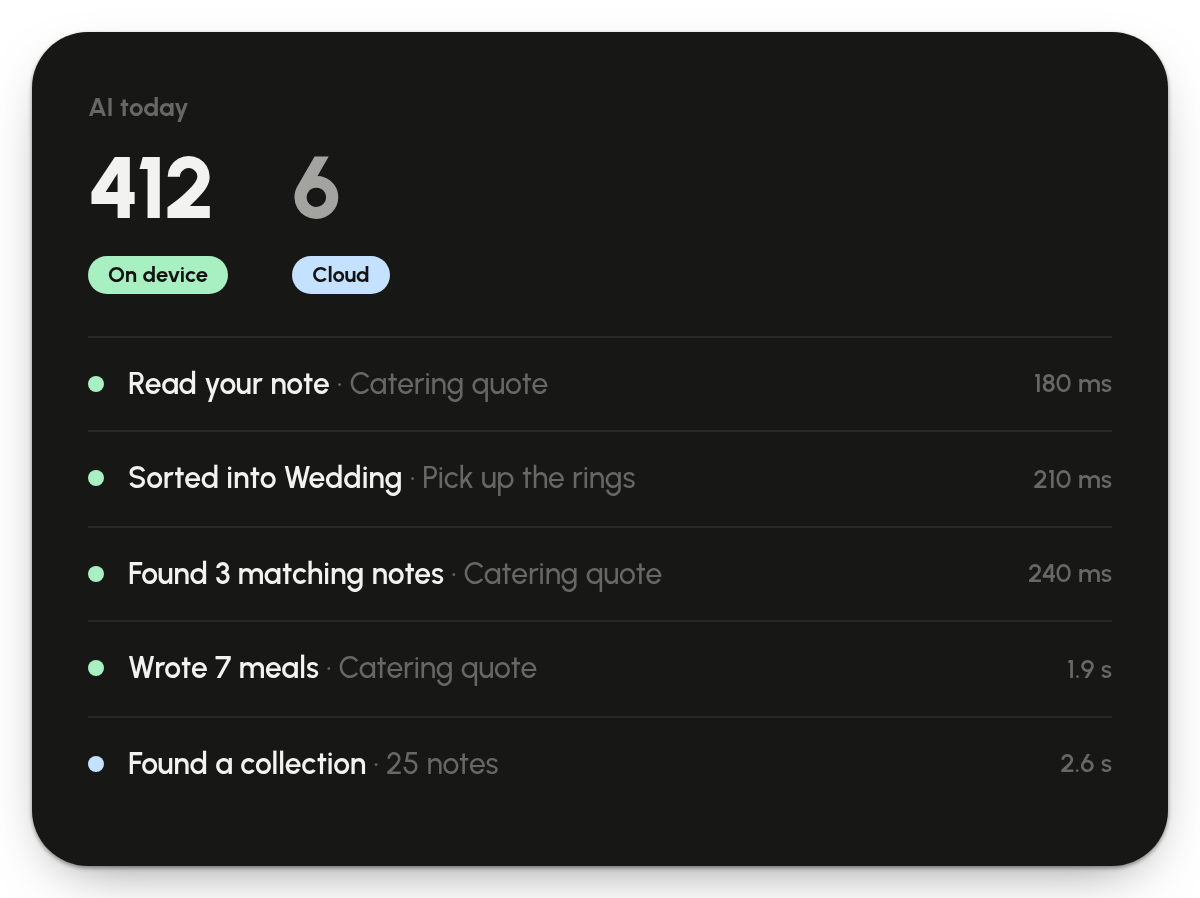 AI today
412 6
On device Cloud
Read your note · Catering quote 180 ms
Sorted into Wedding · Pick up the rings 210 ms
Found 3 matching notes · Catering quote 240 ms
Wrote 7 meals · Catering quote 1.9 s
Found a collection · 25 notes 2.6 s